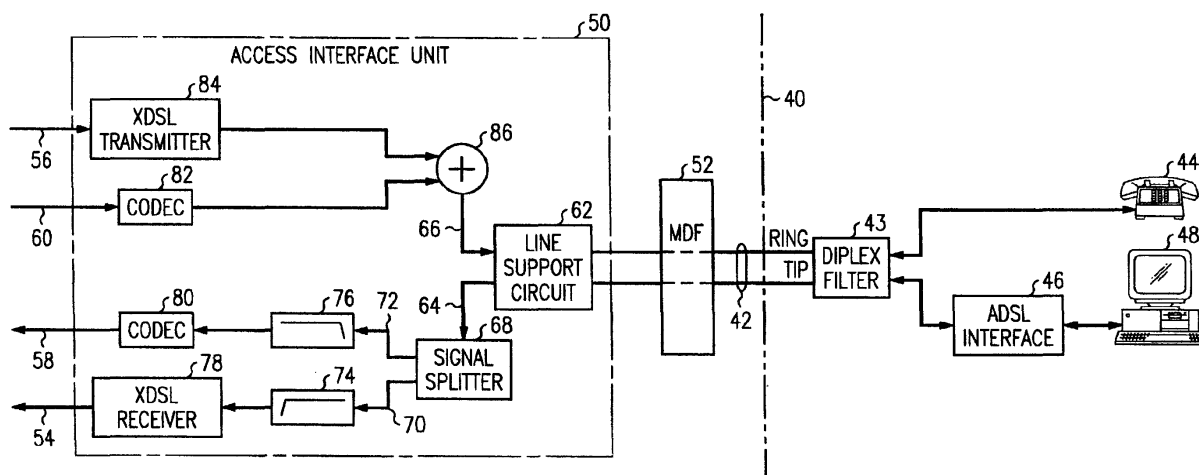 50
ACCESS INTERFACE UNIT
84
XDSL
TRANSMITTER
56
82
CODEC
60
86
+
66
62
LINE
SUPPORT
CIRCUIT
64
52
MDF
40
RING
TIP
42
43
DIPLEX
FILTER
44
48
46
ADSL
INTERFACE
80
CODEC
58
76
72
68
SIGNAL
SPLITTER
78
XDSL
RECEIVER
54
74
70